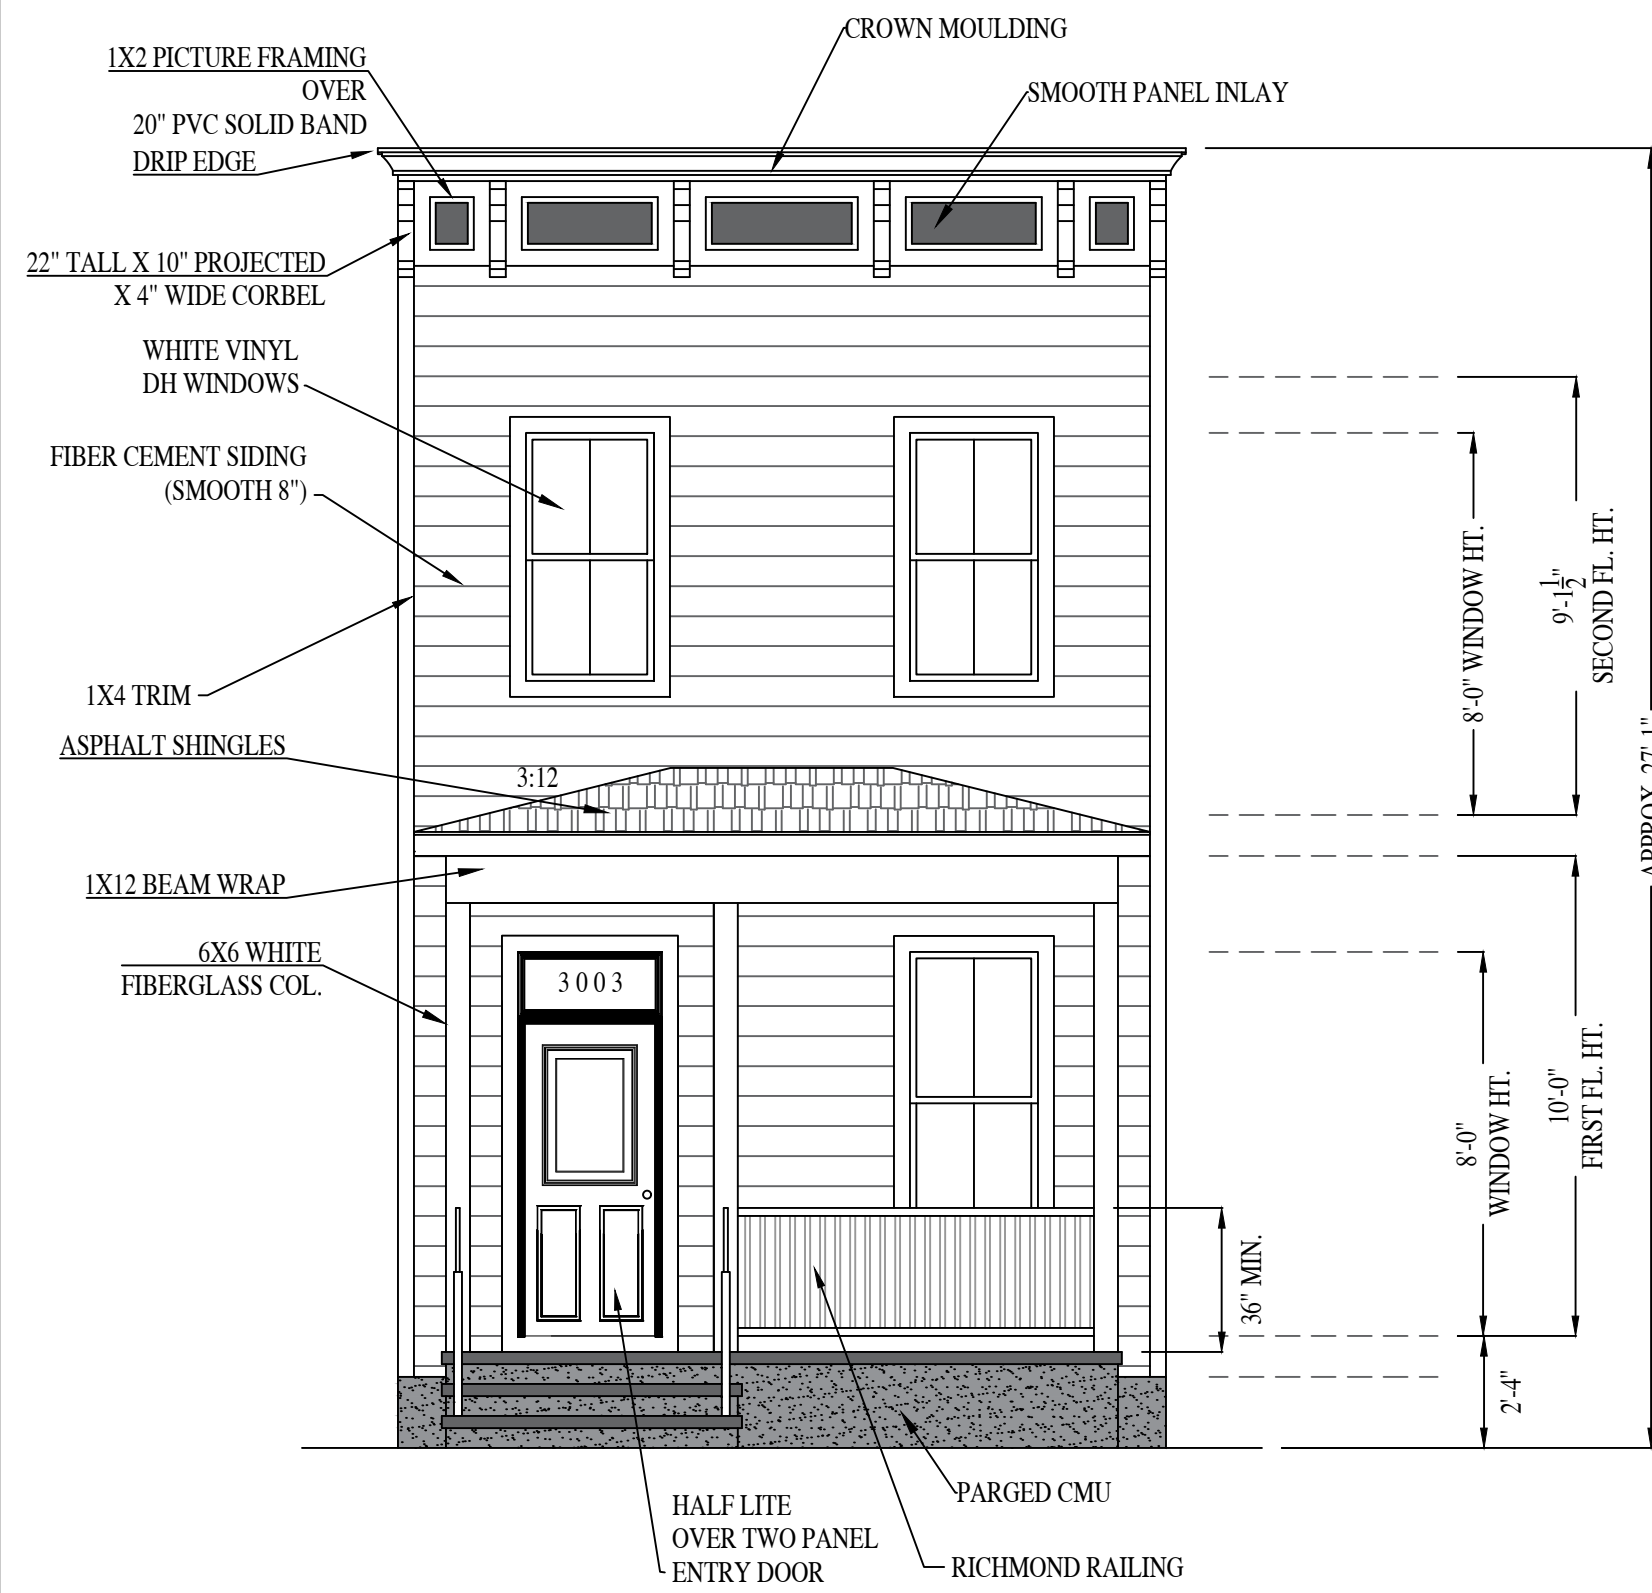 CROWN MOULDING
1X2 PICTURE FRAMING
OVER
20" PVC SOLID BAND
DRIP EDGE
SMOOTH PANEL INLAY
22" TALL X 10" PROJECTED
X 4" WIDE CORBEL
WHITE VINYL
DH WINDOWS
FIBER CEMENT SIDING
(SMOOTH 8")
1X4 TRIM
ASPHALT SHINGLES
3:12
1X12 BEAM WRAP
6X6 WHITE
FIBERGLASS COL.
3003
8'-0" WINDOW HT.
9'-1 1/2"
SECOND FL. HT.
APPROX. 27'-1"
8'-0"
WINDOW HT.
10'-0"
FIRST FL. HT.
36" MIN.
2'-4"
PARGED CMU
HALF LITE
OVER TWO PANEL
ENTRY DOOR
RICHMOND RAILING